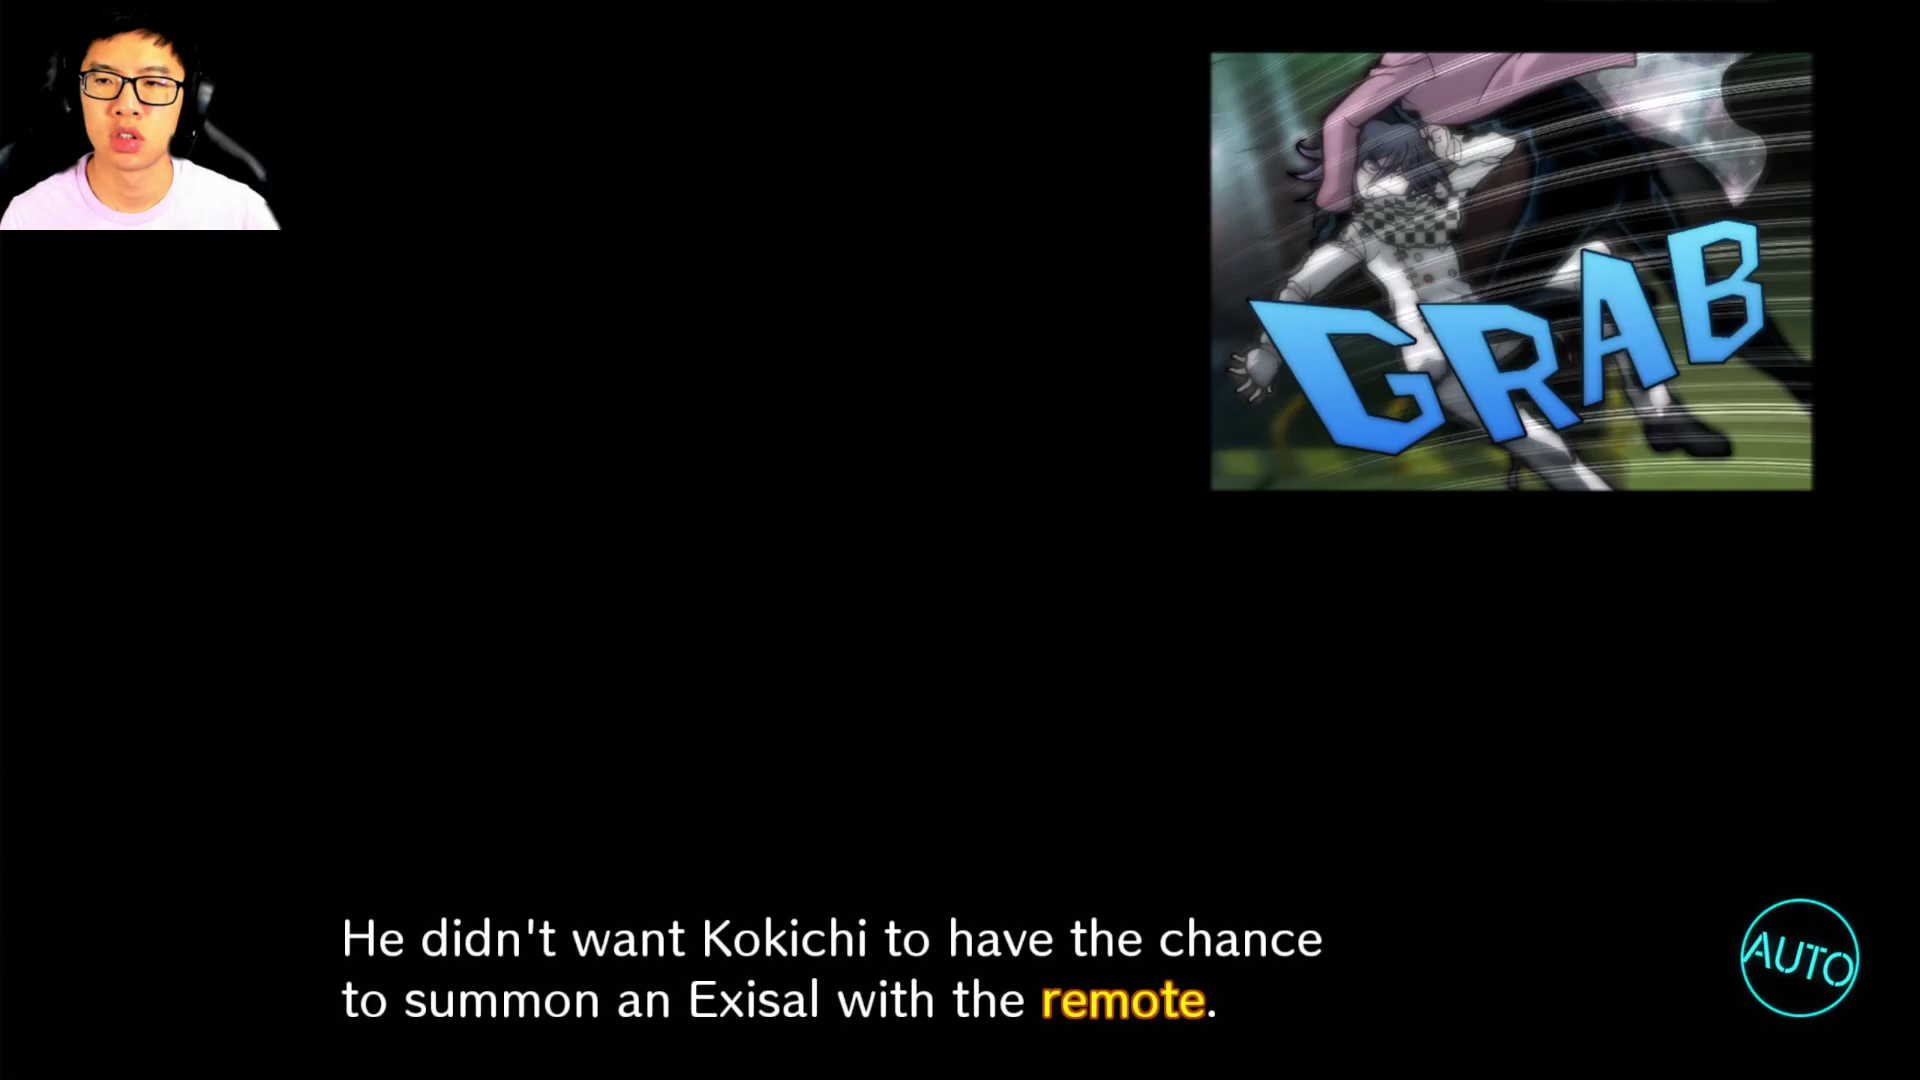 GRAB
He didn't want Kokichi to have the chance
to summon an Exisal with the remote.
AUTO